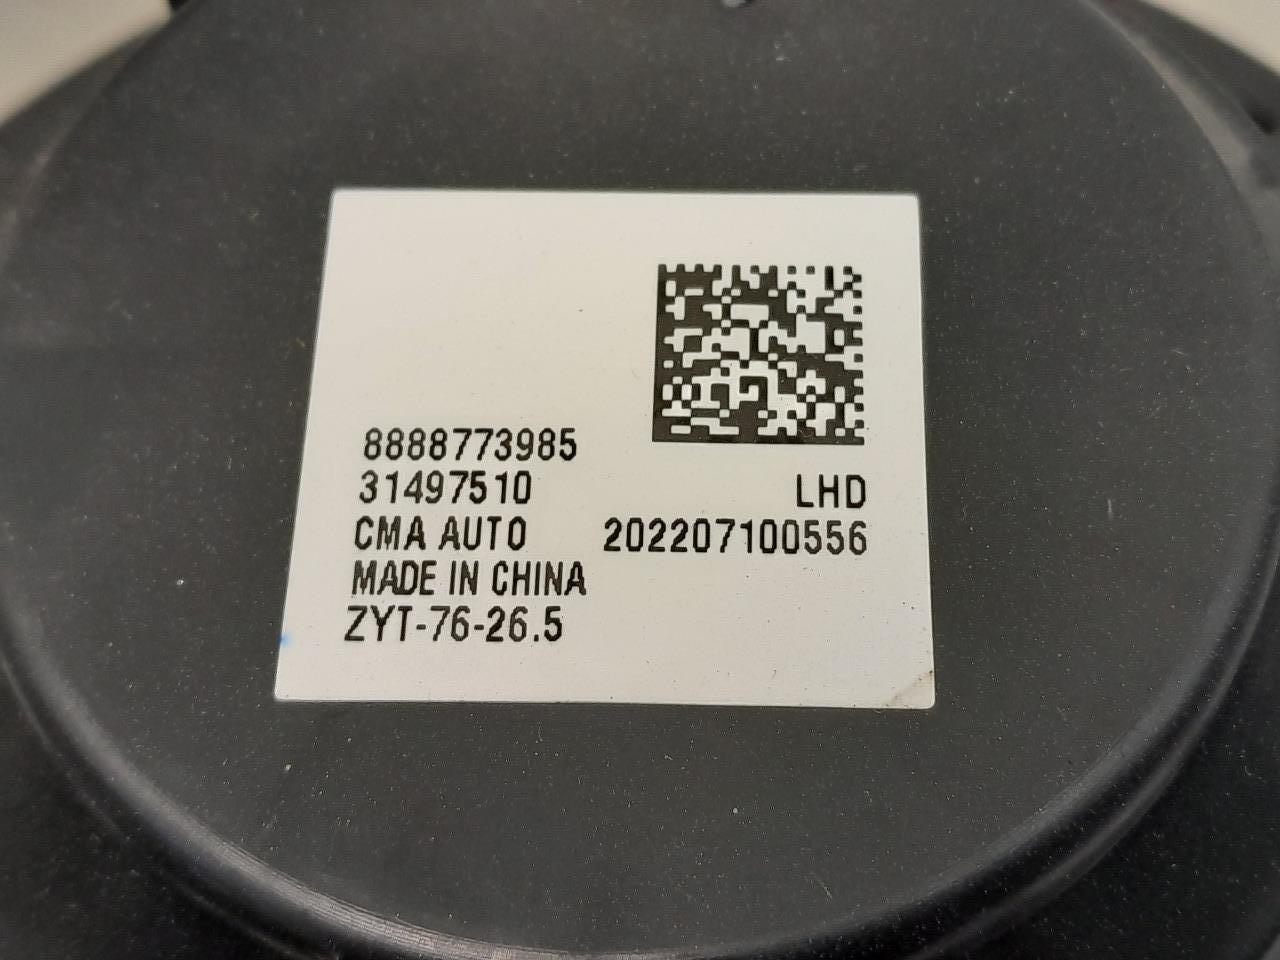 8888773985
31497510 LHD
CMA AUTO 202207100556
MADE IN CHINA
ZYT-76-26.5